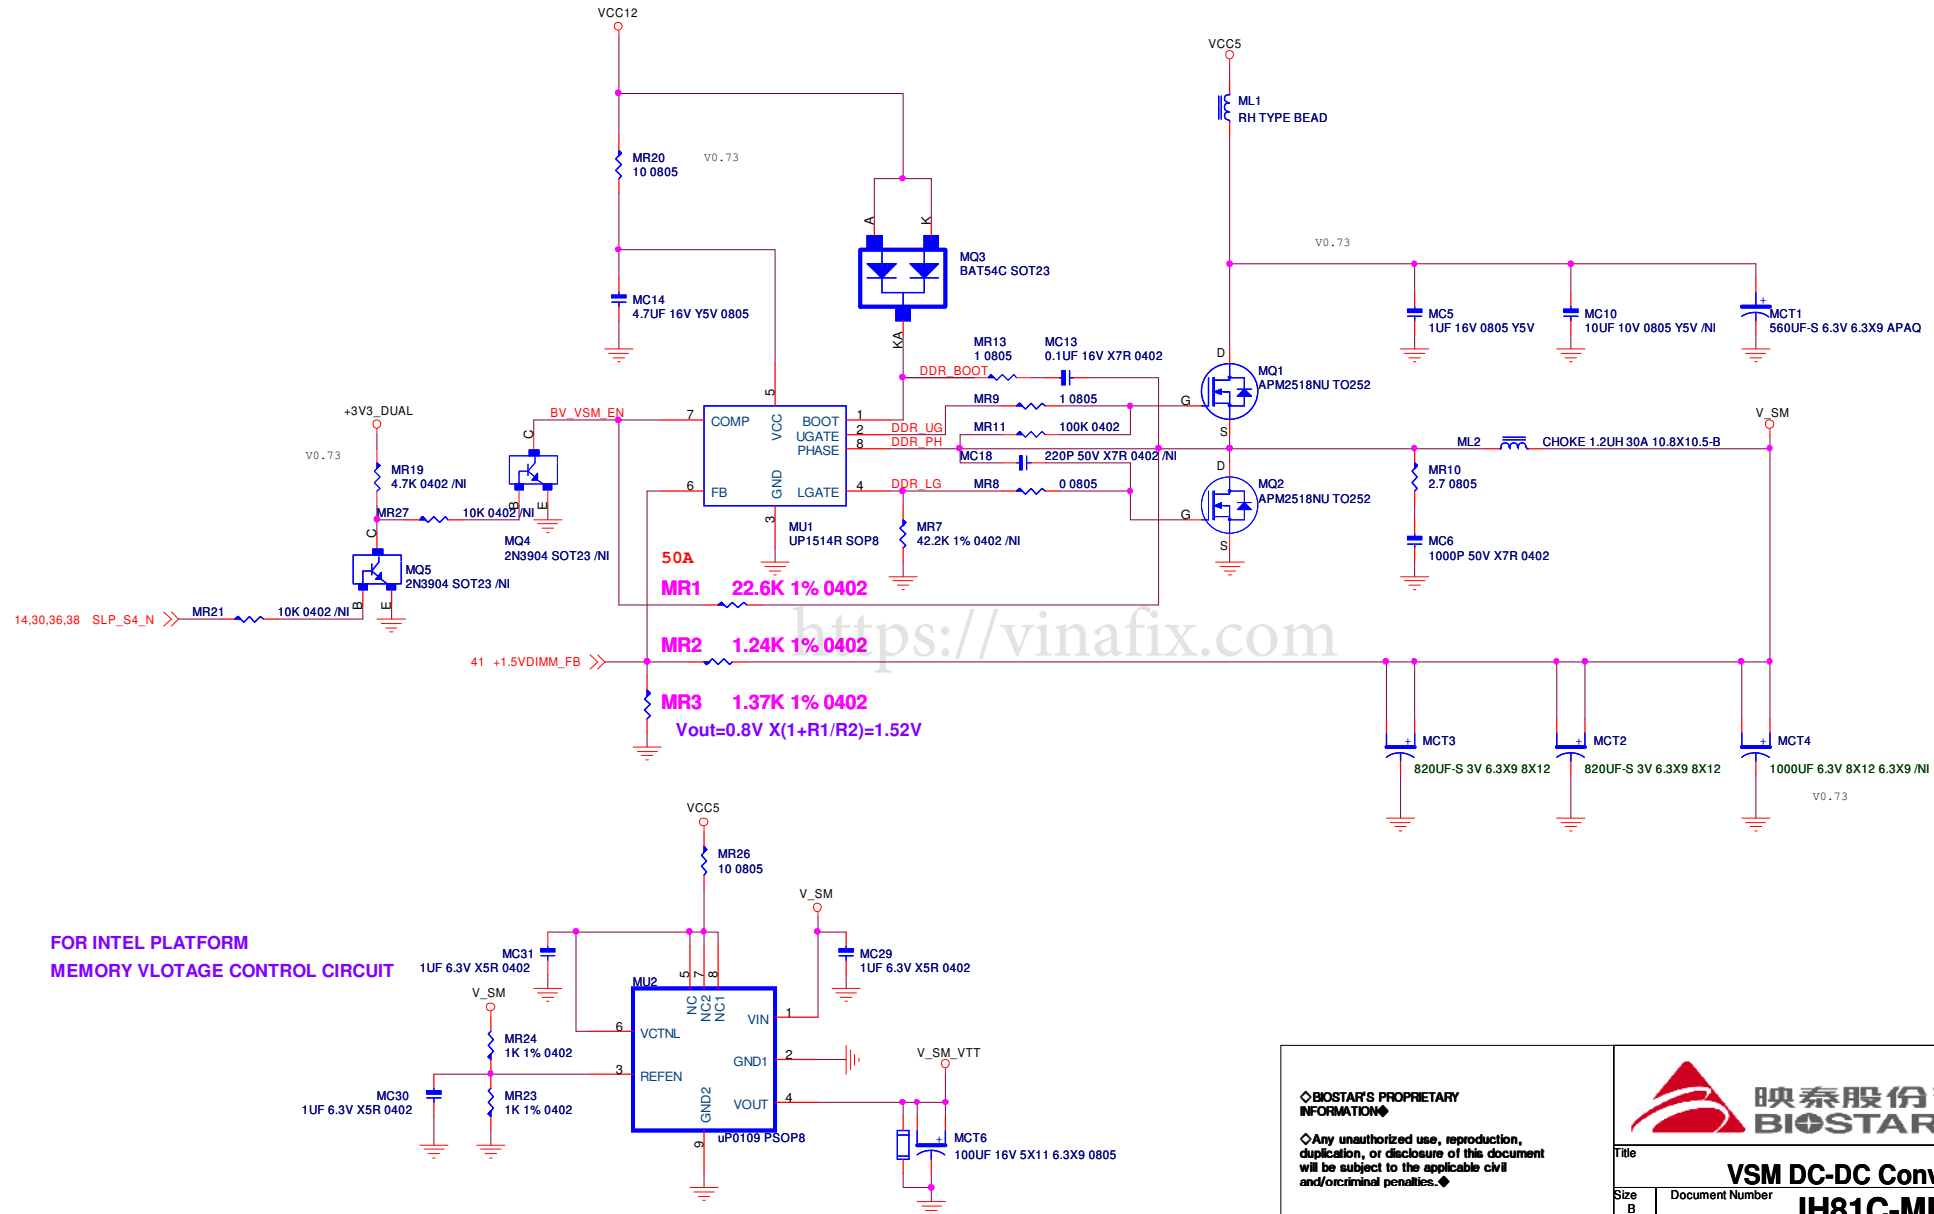 VCC12
VCC5
ML1
RH TYPE BEAD
MR20
10 0805
V0.73
A
K
MQ3
BAT54C SOT23
KA
V0.73
MC14
4.7UF 16V Y5V 0805
MC5
1UF 16V 0805 Y5V
MC10
10UF 10V 0805 Y5V /NI
+
MCT1
560UF-S 6.3V 6.3X9 APAQ
MR13
1 0805
MC13
0.1UF 16V X7R 0402
DDR_BOOT
D
MQ1
APM2518NU TO252
G
S
+3V3_DUAL
BV_VSM_EN
C
7
COMP
5
VCC
BOOT
1
UGATE
2
PHASE
8
DDR_UG
DDR_PH
MR9
1 0805
MR11
100K 0402
MC18
220P 50V X7R 0402 /NI
V_SM
ML2
CHOKE 1.2UH 30A 10.8X10.5-B
V0.73
MR19
4.7K 0402 /NI
MR27
10K 0402 /NI
B
E
MQ4
2N3904 SOT23 /NI
6
FB
GND
3
LGATE
4
DDR_LG
MR8
0 0805
MU1
UP1514R SOP8
MR7
42.2K 1% 0402 /NI
D
MQ2
APM2518NU TO252
G
S
MR10
2.7 0805
MC6
1000P 50V X7R 0402
C
MQ5
2N3904 SOT23 /NI
B
E
14,30,36,38 SLP_S4_N
MR21
10K 0402 /NI
50A
MR1 22.6K 1% 0402
https://vinafix.com
41 +1.5VDIMM_FB
MR2 1.24K 1% 0402
MR3 1.37K 1% 0402
Vout=0.8V X(1+R1/R2)=1.52V
+
MCT3
820UF-S 3V 6.3X9 8X12
+
MCT2
820UF-S 3V 6.3X9 8X12
+
MCT4
1000UF 6.3V 8X12 6.3X9 /NI
V0.73
VCC5
MR26
10 0805
V_SM
FOR INTEL PLATFORM
MEMORY VLOTAGE CONTROL CIRCUIT
MC31
1UF 6.3V X5R 0402
MC29
1UF 6.3V X5R 0402
V_SM
MU2
5
7
8
NC
NC2
NC1
VIN
1
6
VCTNL
GND1
2
3
REFEN
GND2
9
VOUT
4
uP0109 PSOP8
MR24
1K 1% 0402
MC30
1UF 6.3V X5R 0402
MR23
1K 1% 0402
V_SM_VTT
+
MCT6
100UF 16V 5X11 6.3X9 0805
◇BIOSTAR'S PROPRIETARY
INFORMATION◆
◇Any unauthorized use, reproduction,
duplication, or disclosure of this document
will be subject to the applicable civil
and/orcriminal penalties.◆
映泰股份
BIOSTAR
Title
VSM DC-DC Conv
Size
B
Document Number
IH81C-M